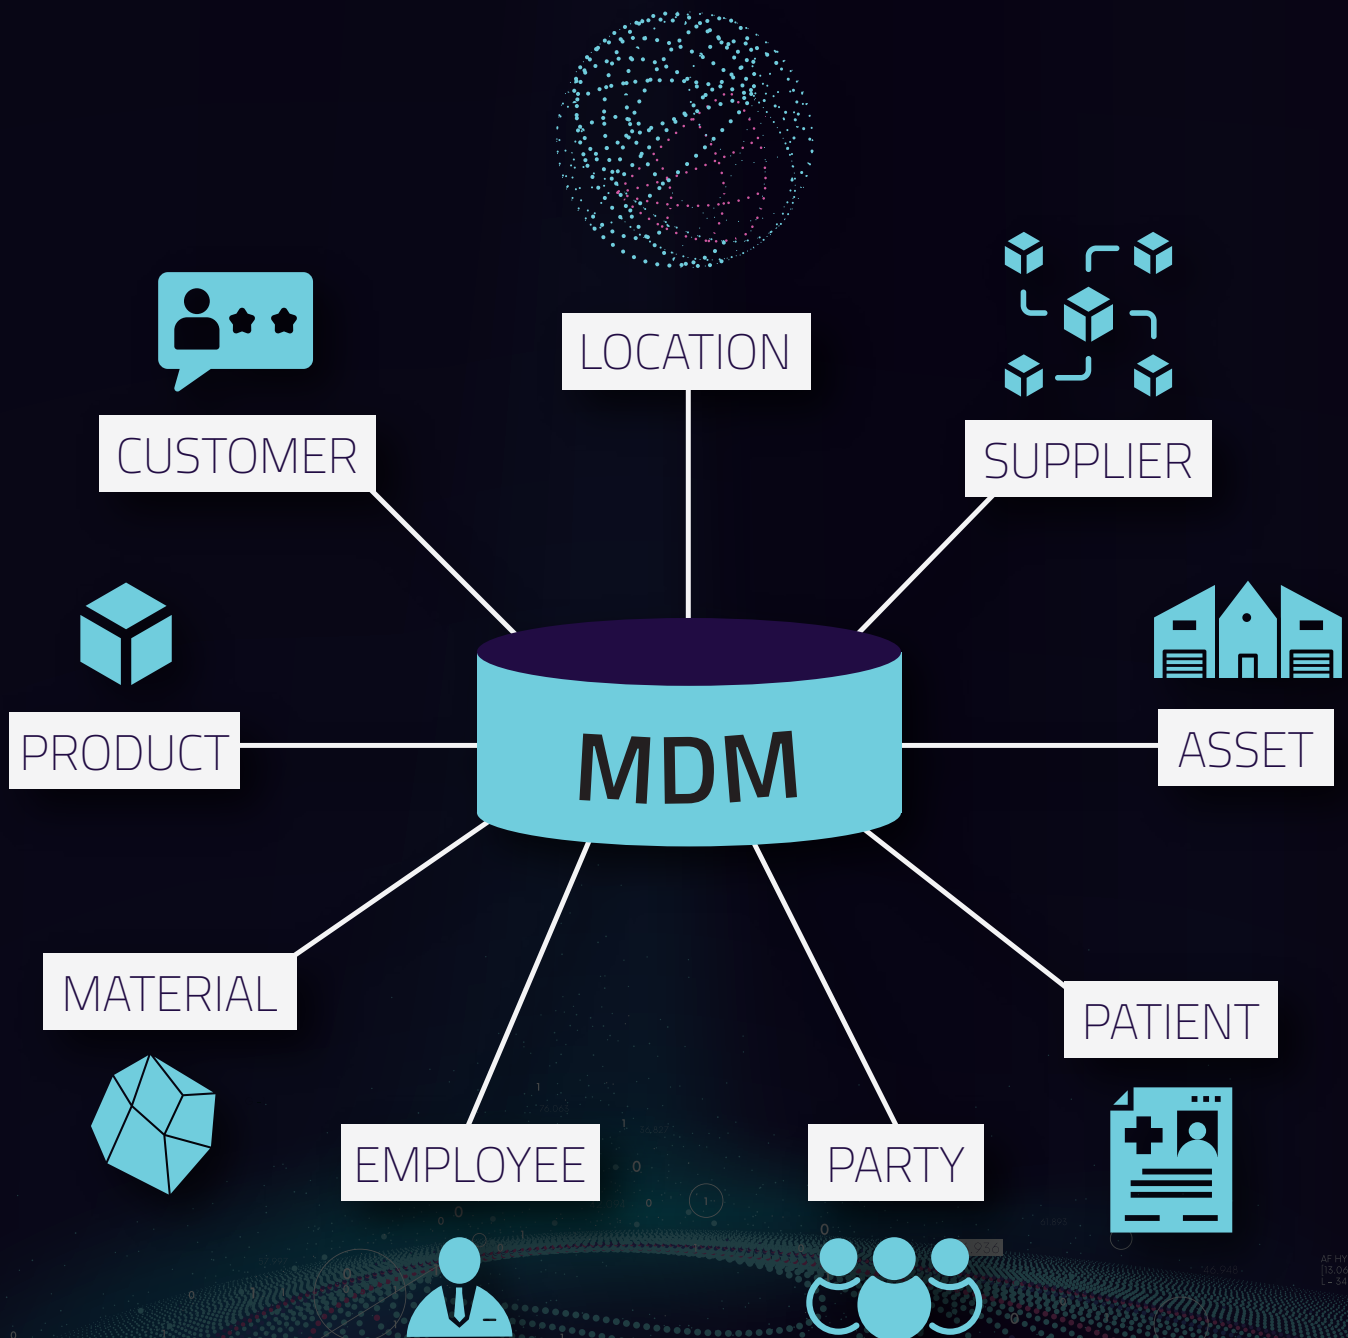 LOCATION
CUSTOMER
SUPPLIER
PRODUCT
MDM
ASSET
MATERIAL
PATIENT
EMPLOYEE
PARTY